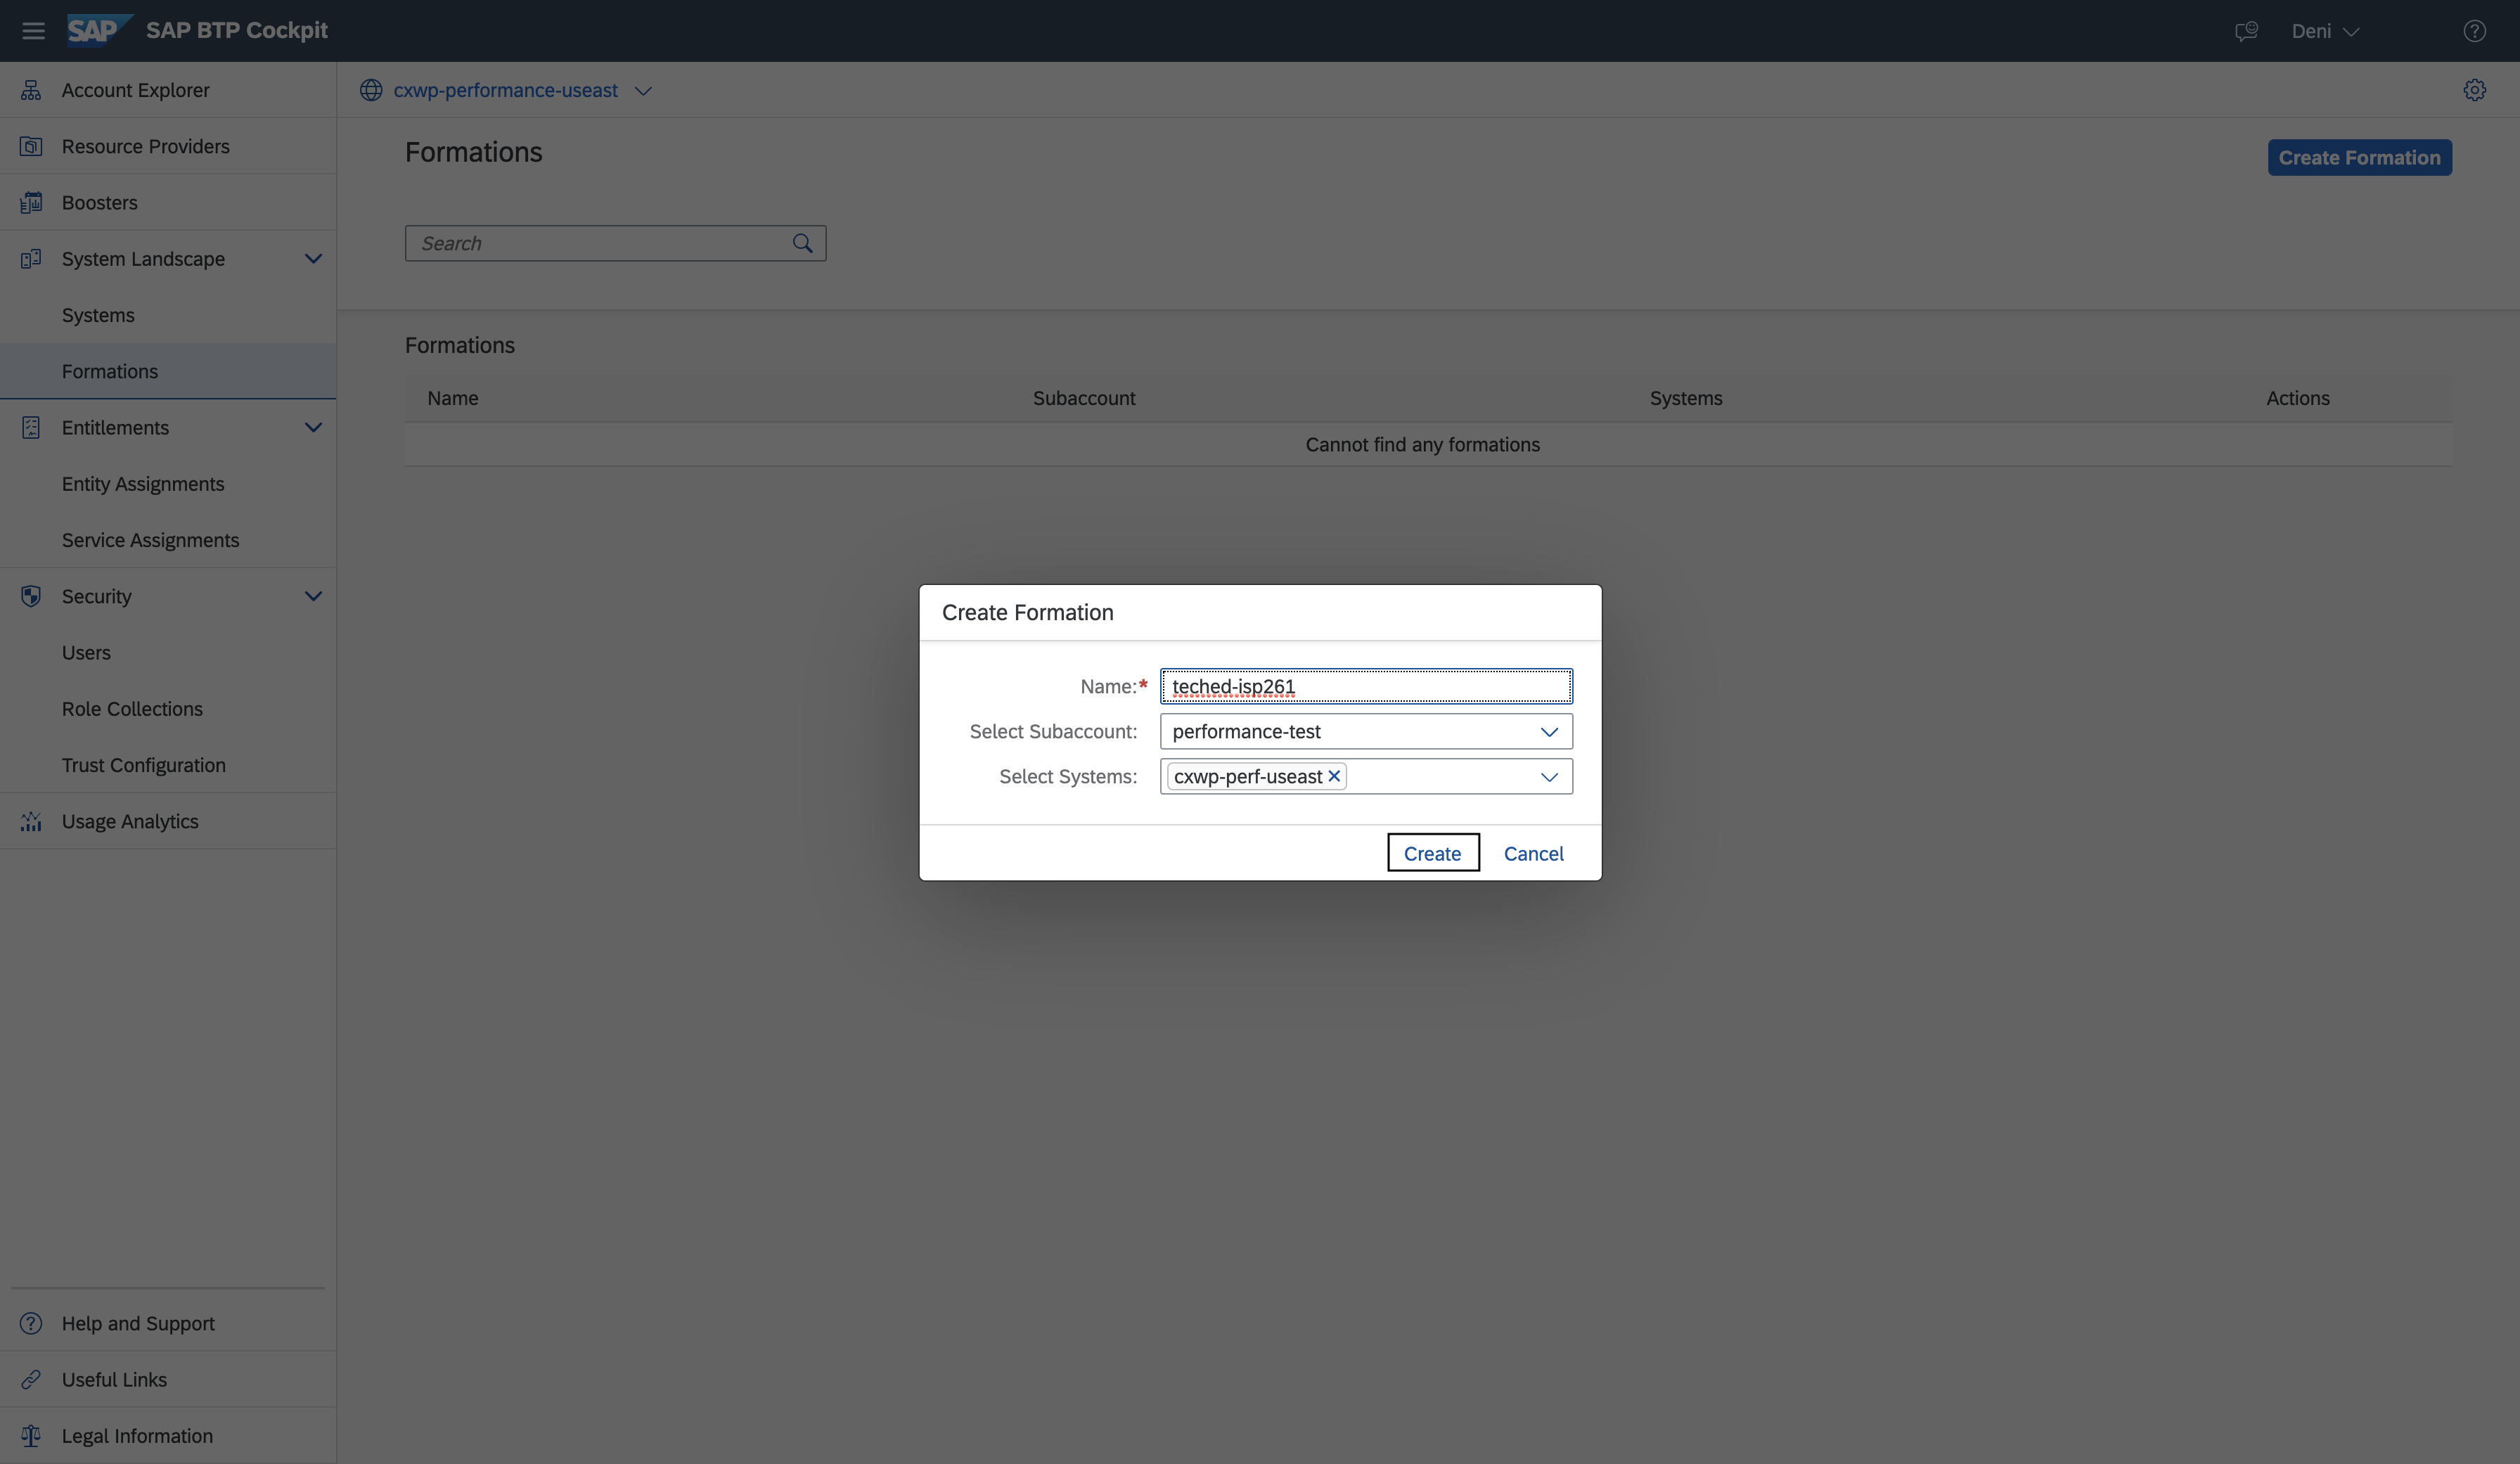 SAP SAP BTP Cockpit
Deni
Account Explorer
Resource Providers
Boosters
System Landscape
Systems
Formations
Entitlements
Entity Assignments
Service Assignments
Security
Users
Role Collections
Trust Configuration
Usage Analytics
Help and Support
Useful Links
Legal Information
cxwp-performance-useast
Formations
Create Formation
Search
Formations
Name Subaccount Systems Actions
Cannot find any formations
Create Formation
Name:* teched-isp261
Select Subaccount: performance-test
Select Systems: cxwp-perf-useast
Create Cancel